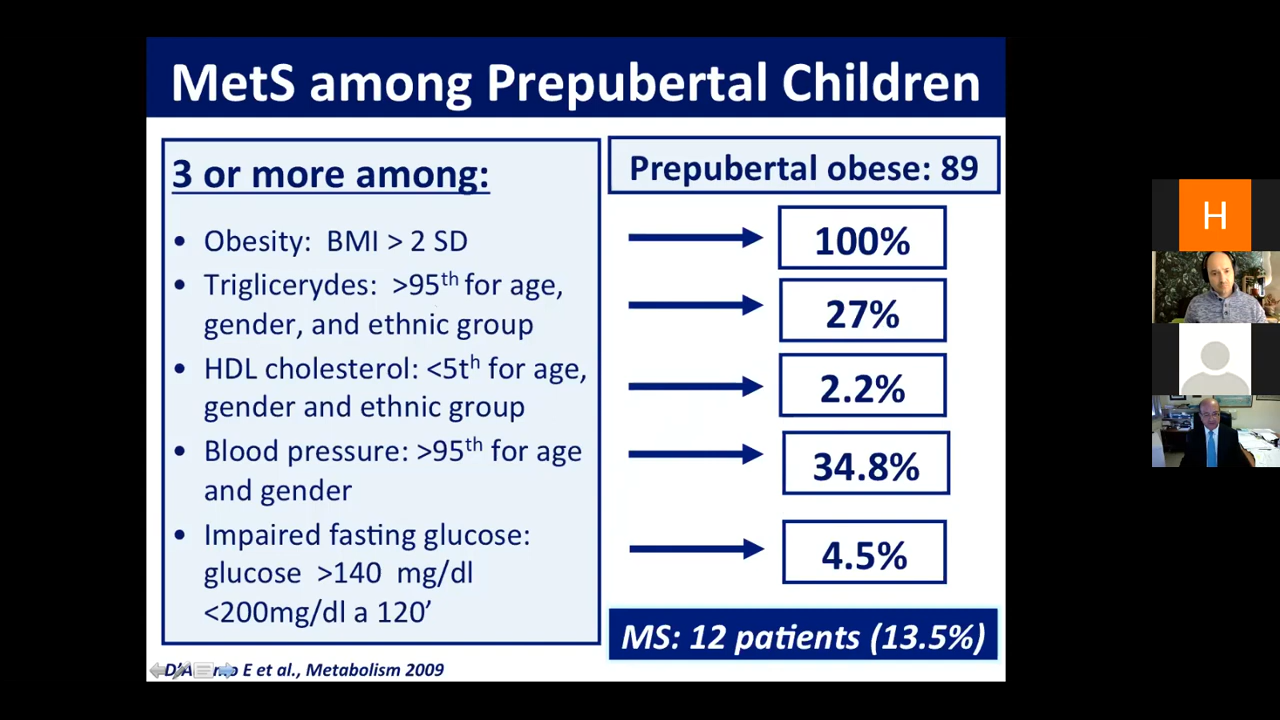 MetS among Prepubertal Children
3 or more among:
• Obesity: BMI > 2 SD
• Triglicerydes: >95th for age,
gender, and ethnic group
• HDL cholesterol: <5th for age,
gender and ethnic group
• Blood pressure: >95th for age
and gender
• Impaired fasting glucose:
glucose >140 mg/dl
<200mg/dl a 120’
Prepubertal obese: 89
100%
27%
2.2%
34.8%
4.5%
MS: 12 patients (13.5%)
E et al., Metabolism 2009
H